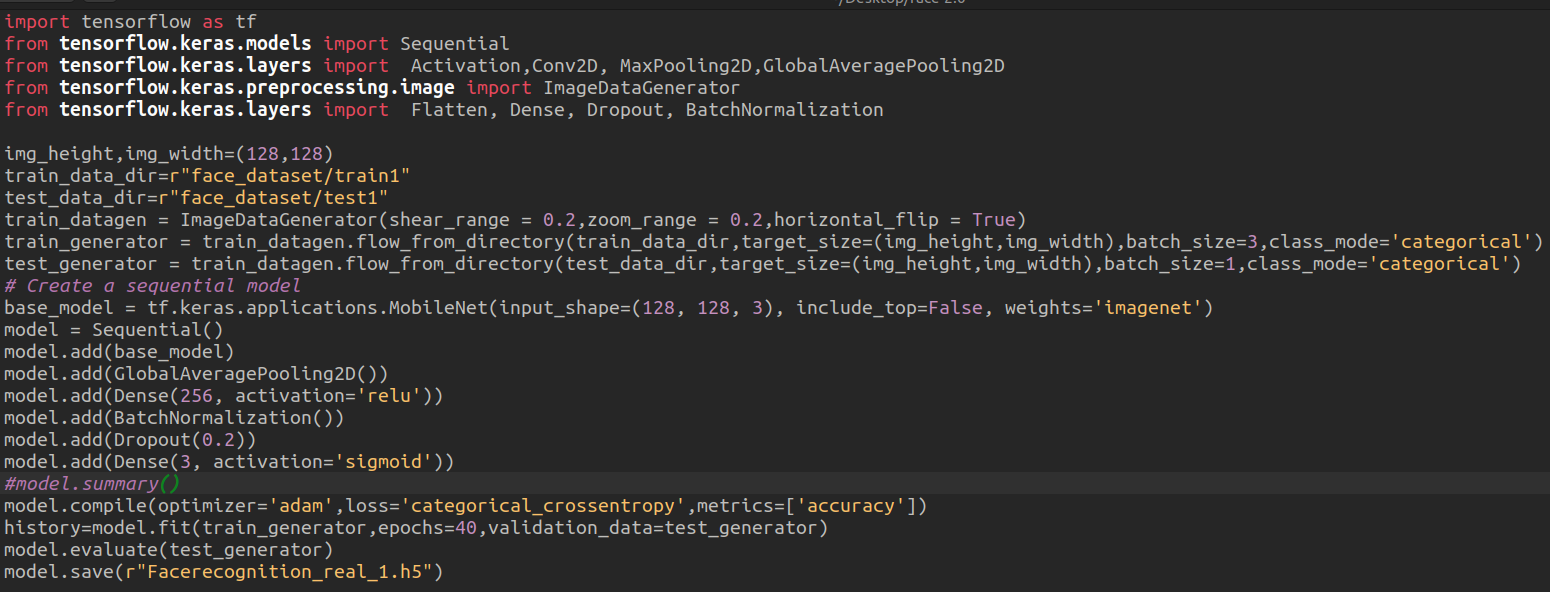 ~/Desktop/face 2.0
import tensorflow as tf
from tensorflow.keras.models import Sequential
from tensorflow.keras.layers import  Activation,Conv2D, MaxPooling2D,GlobalAveragePooling2D
from tensorflow.keras.preprocessing.image import ImageDataGenerator
from tensorflow.keras.layers import  Flatten, Dense, Dropout, BatchNormalization
img_height,img_width=(128,128)
train_data_dir=r"face_dataset/train1"
test_data_dir=r"face_dataset/test1"
train_datagen = ImageDataGenerator(shear_range = 0.2,zoom_range = 0.2,horizontal_flip = True)
train_generator = train_datagen.flow_from_directory(train_data_dir,target_size=(img_height,img_width),batch_size=3,class_mode='categorical')
test_generator = train_datagen.flow_from_directory(test_data_dir,target_size=(img_height,img_width),batch_size=1,class_mode='categorical')
# Create a sequential model
base_model = tf.keras.applications.MobileNet(input_shape=(128, 128, 3), include_top=False, weights='imagenet')
model = Sequential()
model.add(base_model)
model.add(GlobalAveragePooling2D())
model.add(Dense(256, activation='relu'))
model.add(BatchNormalization())
model.add(Dropout(0.2))
model.add(Dense(3, activation='sigmoid'))
#model.summary()
model.compile(optimizer='adam',loss='categorical_crossentropy',metrics=['accuracy'])
history=model.fit(train_generator,epochs=40,validation_data=test_generator)
model.evaluate(test_generator)
model.save(r"Facerecognition_real_1.h5")